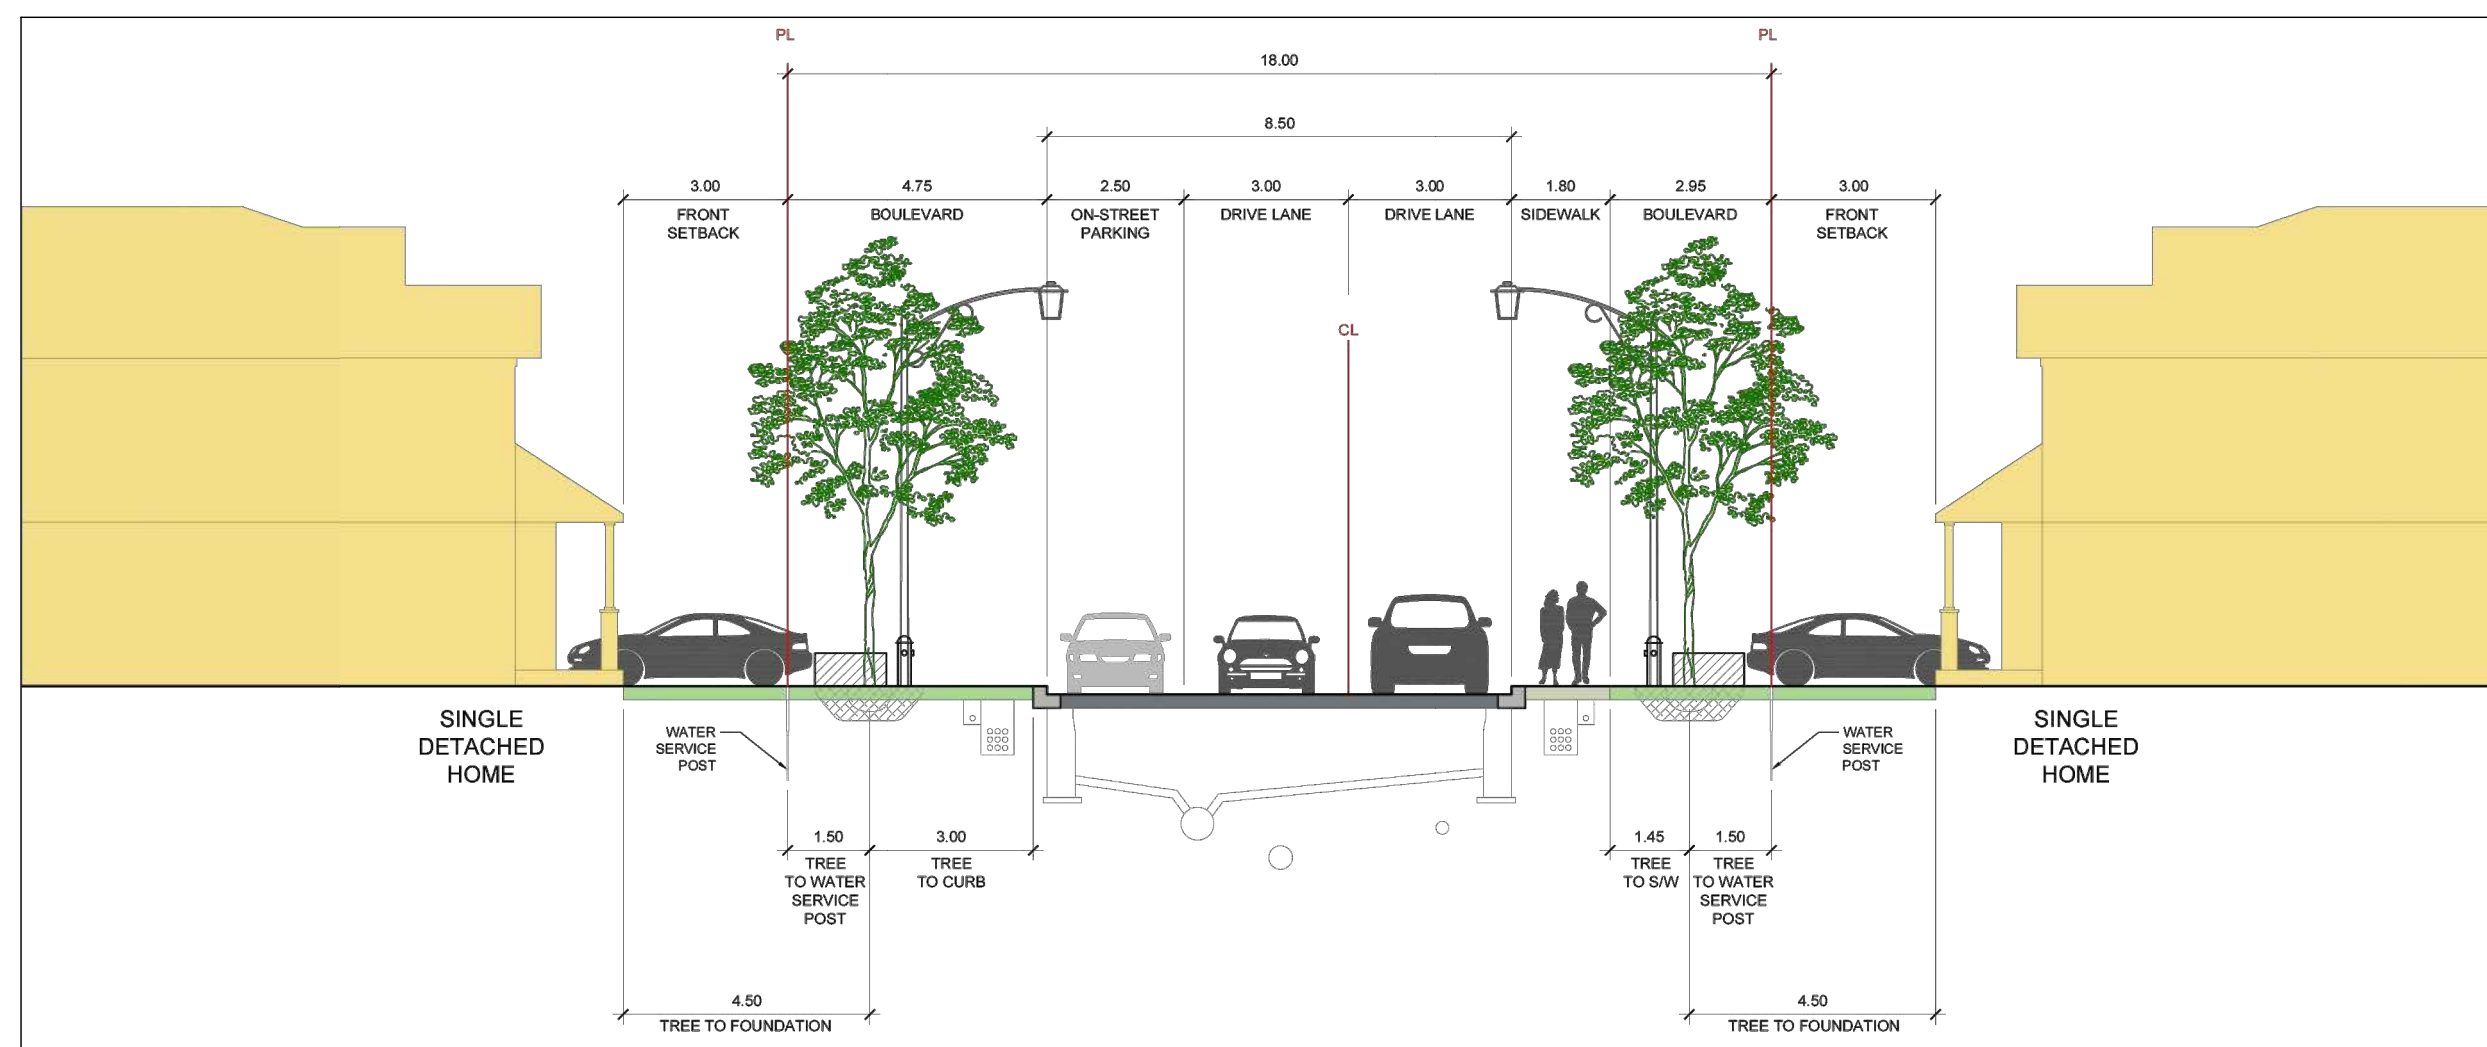 PL
PL
18.00
8.50
3.00
4.75
2.50
3.00
3.00
1.80
2.95
3.00
FRONT
SETBACK
BOULEVARD
ON-STREET
PARKING
DRIVE LANE
DRIVE LANE
SIDEWALK
BOULEVARD
FRONT
SETBACK
CL
SINGLE
DETACHED
HOME
WATER
SERVICE
POST
WATER
SERVICE
POST
SINGLE
DETACHED
HOME
1.50
TREE
TO WATER
SERVICE
POST
3.00
TREE
TO CURB
1.45
TREE
TO S/W
1.50
TREE
TO WATER
SERVICE
POST
4.50
TREE TO FOUNDATION
4.50
TREE TO FOUNDATION